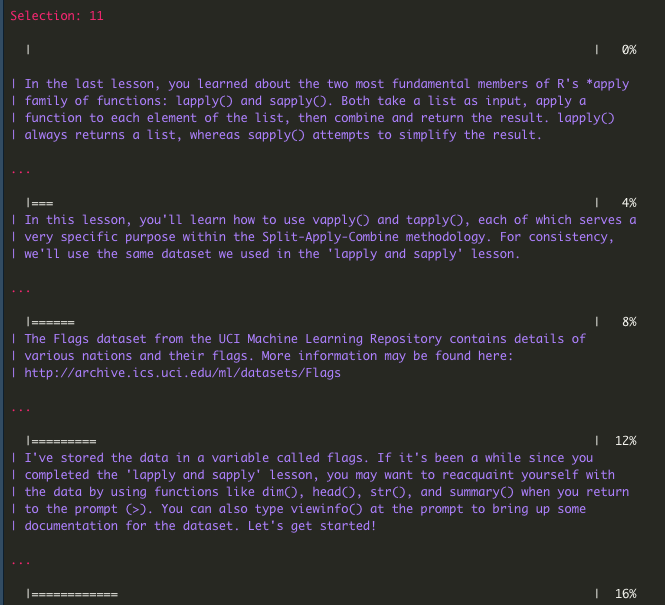 Selection: 11
| | 0%
| In the last lesson, you learned about the two most fundamental members of R's *apply
| family of functions: lapply() and sapply(). Both take a list as input, apply a
| function to each element of the list, then combine and return the result. lapply()
| always returns a list, whereas sapply() attempts to simplify the result.
...
|=== | 4%
| In this lesson, you'll learn how to use vapply() and tapply(), each of which serves a
| very specific purpose within the Split-Apply-Combine methodology. For consistency,
| we'll use the same dataset we used in the 'lapply and sapply' lesson.
...
|====== | 8%
| The Flags dataset from the UCI Machine Learning Repository contains details of
| various nations and their flags. More information may be found here:
| http://archive.ics.uci.edu/ml/datasets/Flags
...
|========= | 12%
| I've stored the data in a variable called flags. If it's been a while since you
| completed the 'lapply and sapply' lesson, you may want to reacquaint yourself with
| the data by using functions like dim(), head(), str(), and summary() when you return
| to the prompt (>). You can also type viewinfo() at the prompt to bring up some
| documentation for the dataset. Let's get started!
...
|============ | 16%